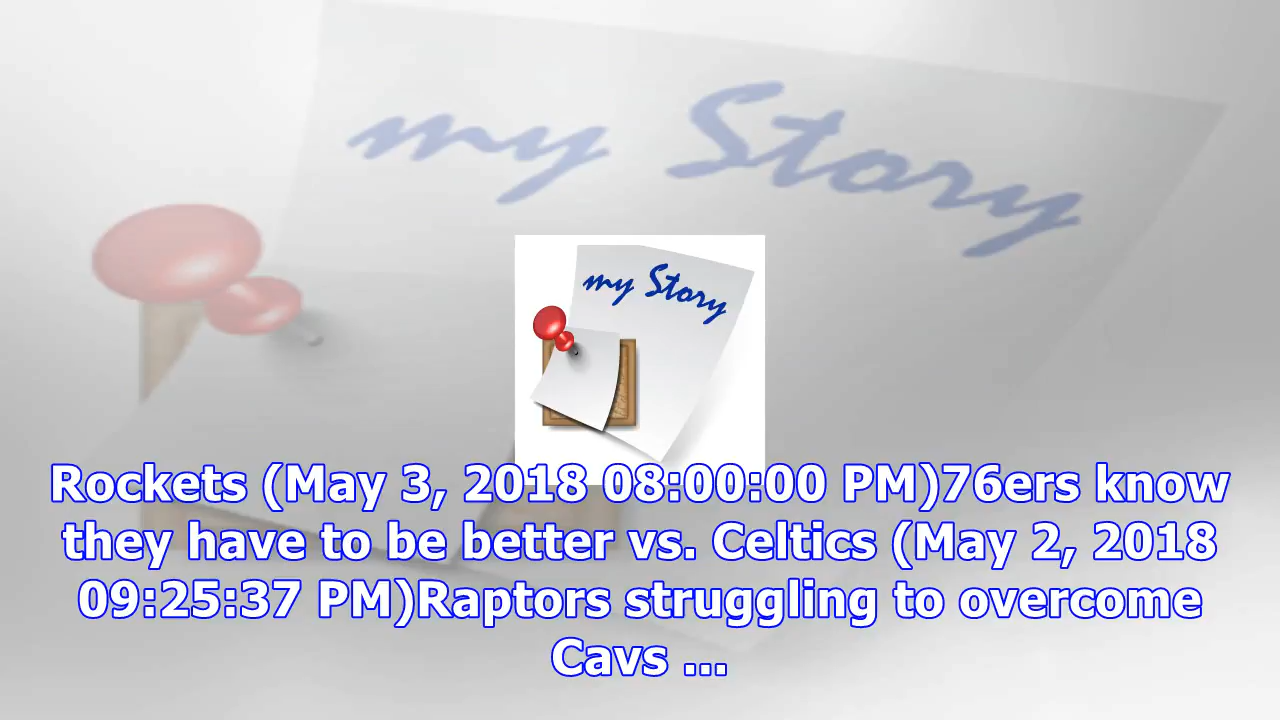 my Story
my Story
Rockets (May 3, 2018 08:00:00 PM)76ers know
they have to be better vs. Celtics (May 2, 2018
09:25:37 PM)Raptors struggling to overcome
Cavs ...